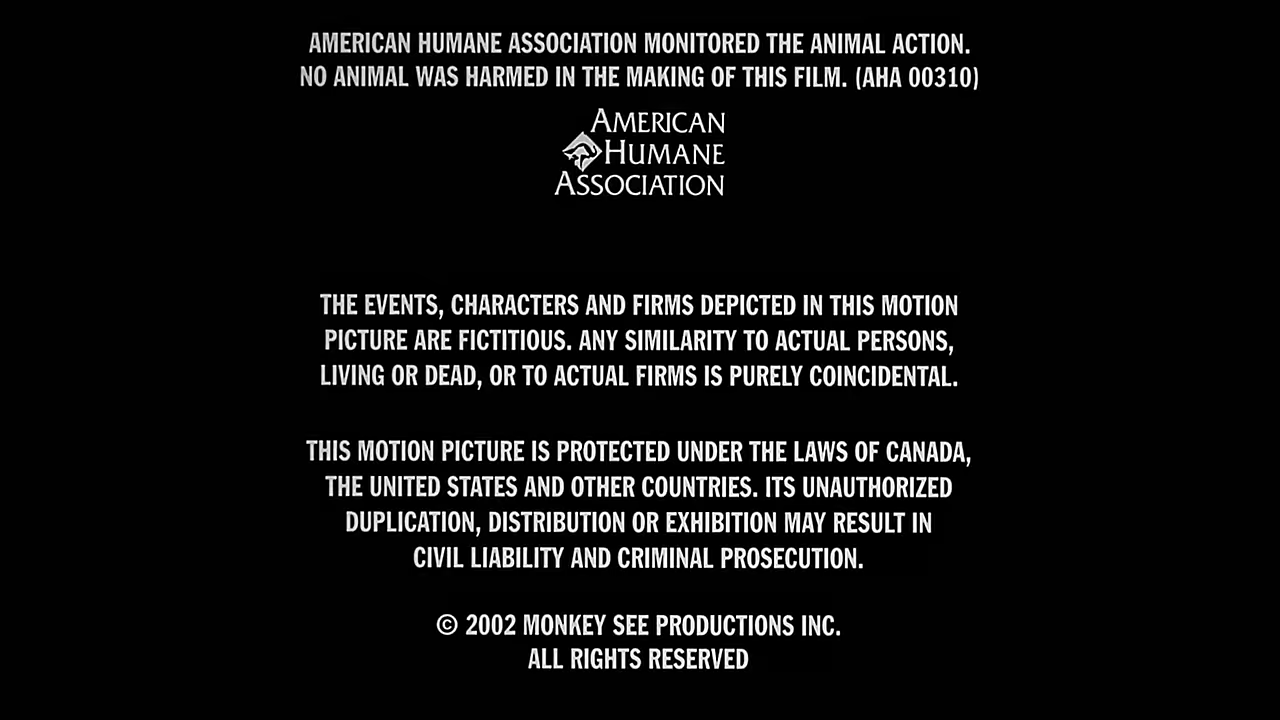 AMERICAN HUMANE ASSOCIATION MONITORED THE ANIMAL ACTION.
NO ANIMAL WAS HARMED IN THE MAKING OF THIS FILM. (AHA 00310)
AMERICAN
HUMANE
ASSOCIATION
THE EVENTS, CHARACTERS AND FIRMS DEPICTED IN THIS MOTION
PICTURE ARE FICTITIOUS. ANY SIMILARITY TO ACTUAL PERSONS,
LIVING OR DEAD, OR TO ACTUAL FIRMS IS PURELY COINCIDENTAL.
THIS MOTION PICTURE IS PROTECTED UNDER THE LAWS OF CANADA,
THE UNITED STATES AND OTHER COUNTRIES. ITS UNAUTHORIZED
DUPLICATION, DISTRIBUTION OR EXHIBITION MAY RESULT IN
CIVIL LIABILITY AND CRIMINAL PROSECUTION.
© 2002 MONKEY SEE PRODUCTIONS INC.
ALL RIGHTS RESERVED